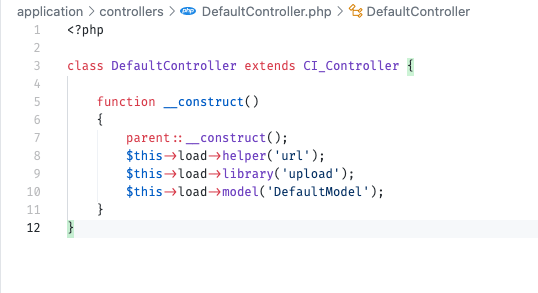 application > controllers > php DefaultController.php > DefaultController
1 <?php
2
3 class DefaultController extends CI_Controller {
4
5     function __construct()
6     {
7         parent::__construct();
8         $this->load->helper('url');
9         $this->load->library('upload');
10         $this->load->model('DefaultModel');
11     }
12 }